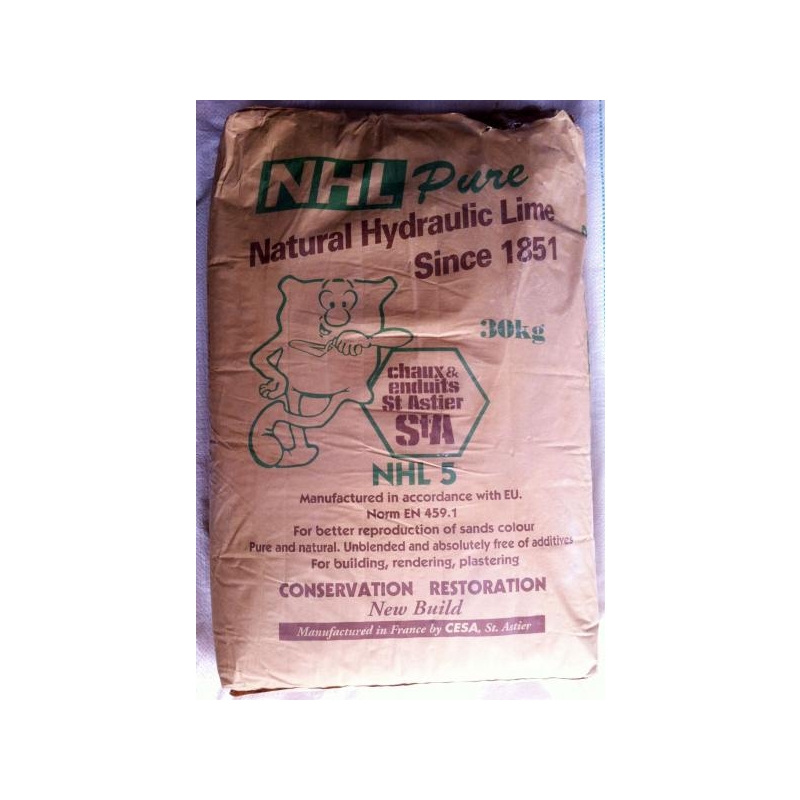 NHL Pure
Natural Hydraulic Lime
Since 1851
30kg
chaux &
enduits
St Astier
StA
NHL 5
Manufactured in accordance with EU.
Norm EN 459.1
For better reproduction of sands colour
Pure and natural. Unblended and absolutely free of additives
For building, rendering, plastering
CONSERVATION RESTORATION
New Build
Manufactured in France by CESA, St. Astier